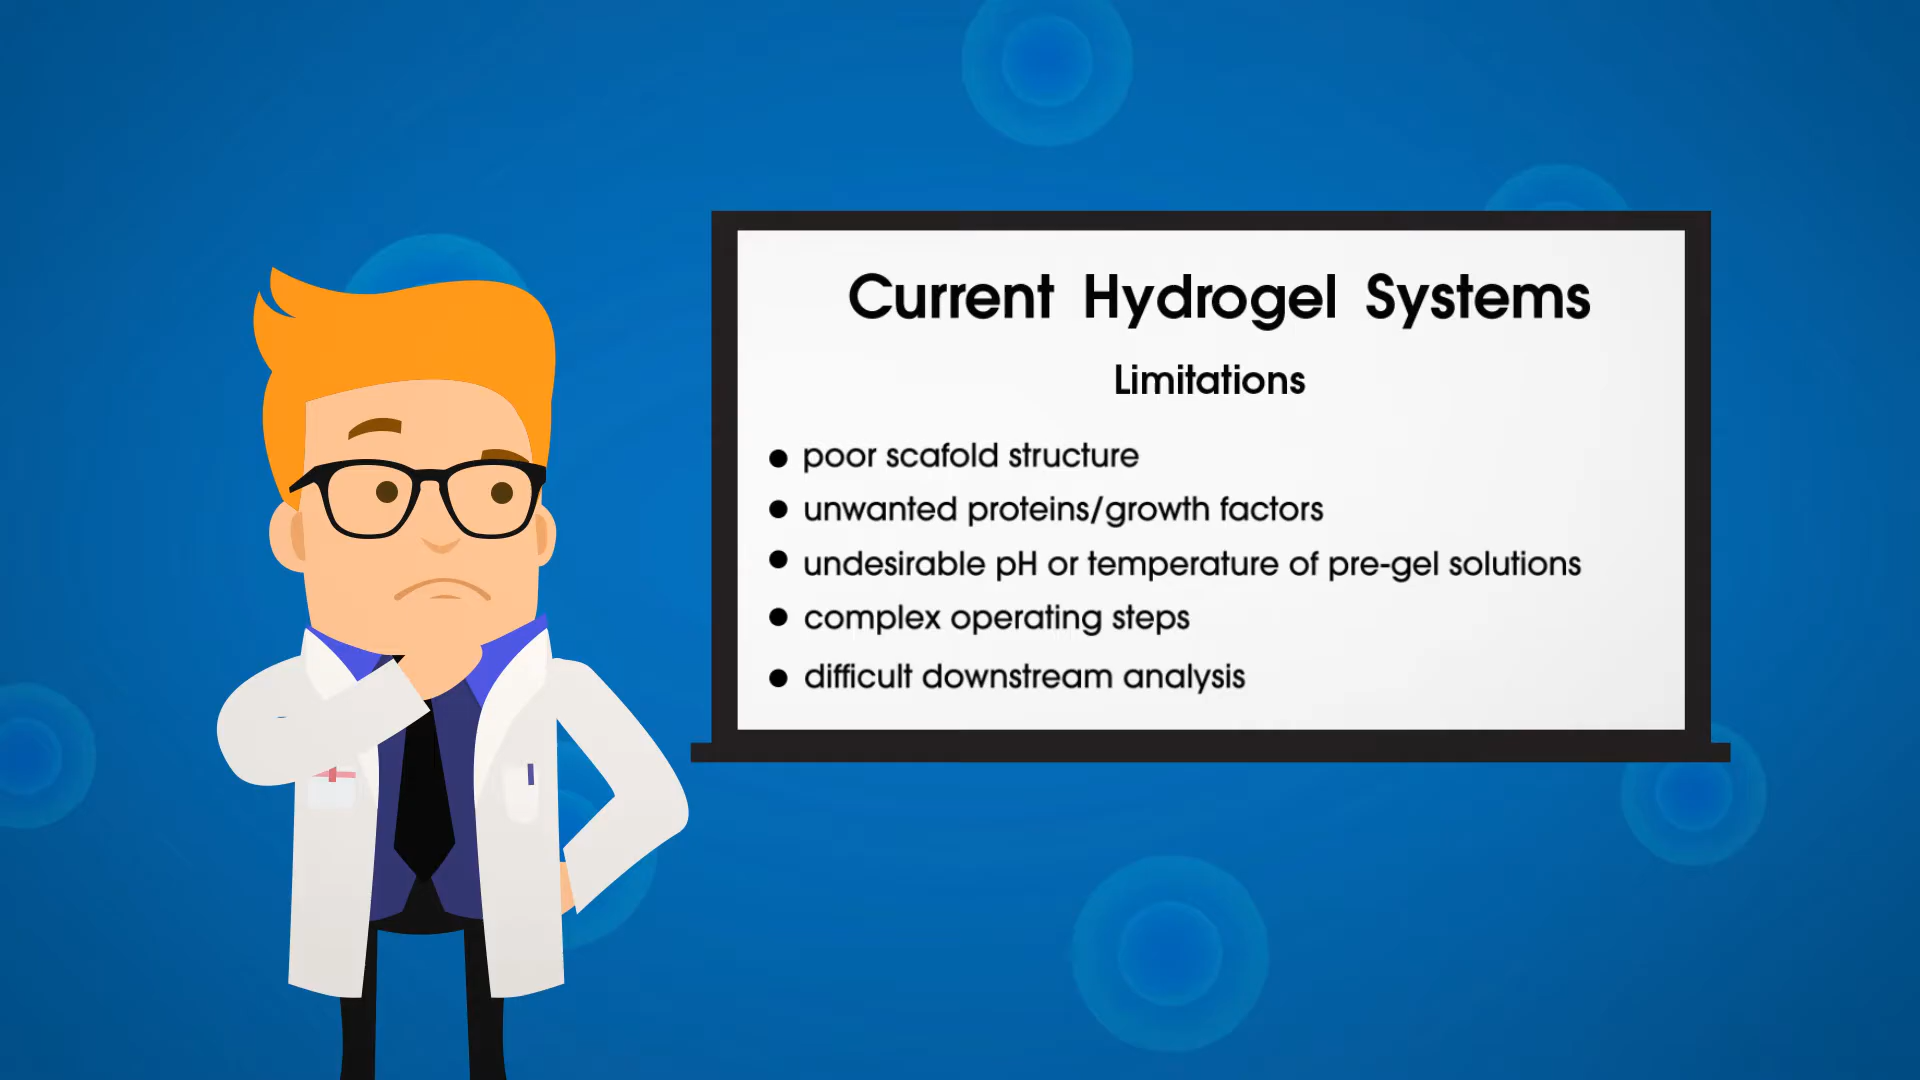 Current Hydrogel Systems
Limitations
● poor scafold structure
● unwanted proteins/growth factors
● undesirable pH or temperature of pre-gel solutions
● complex operating steps
● difficult downstream analysis